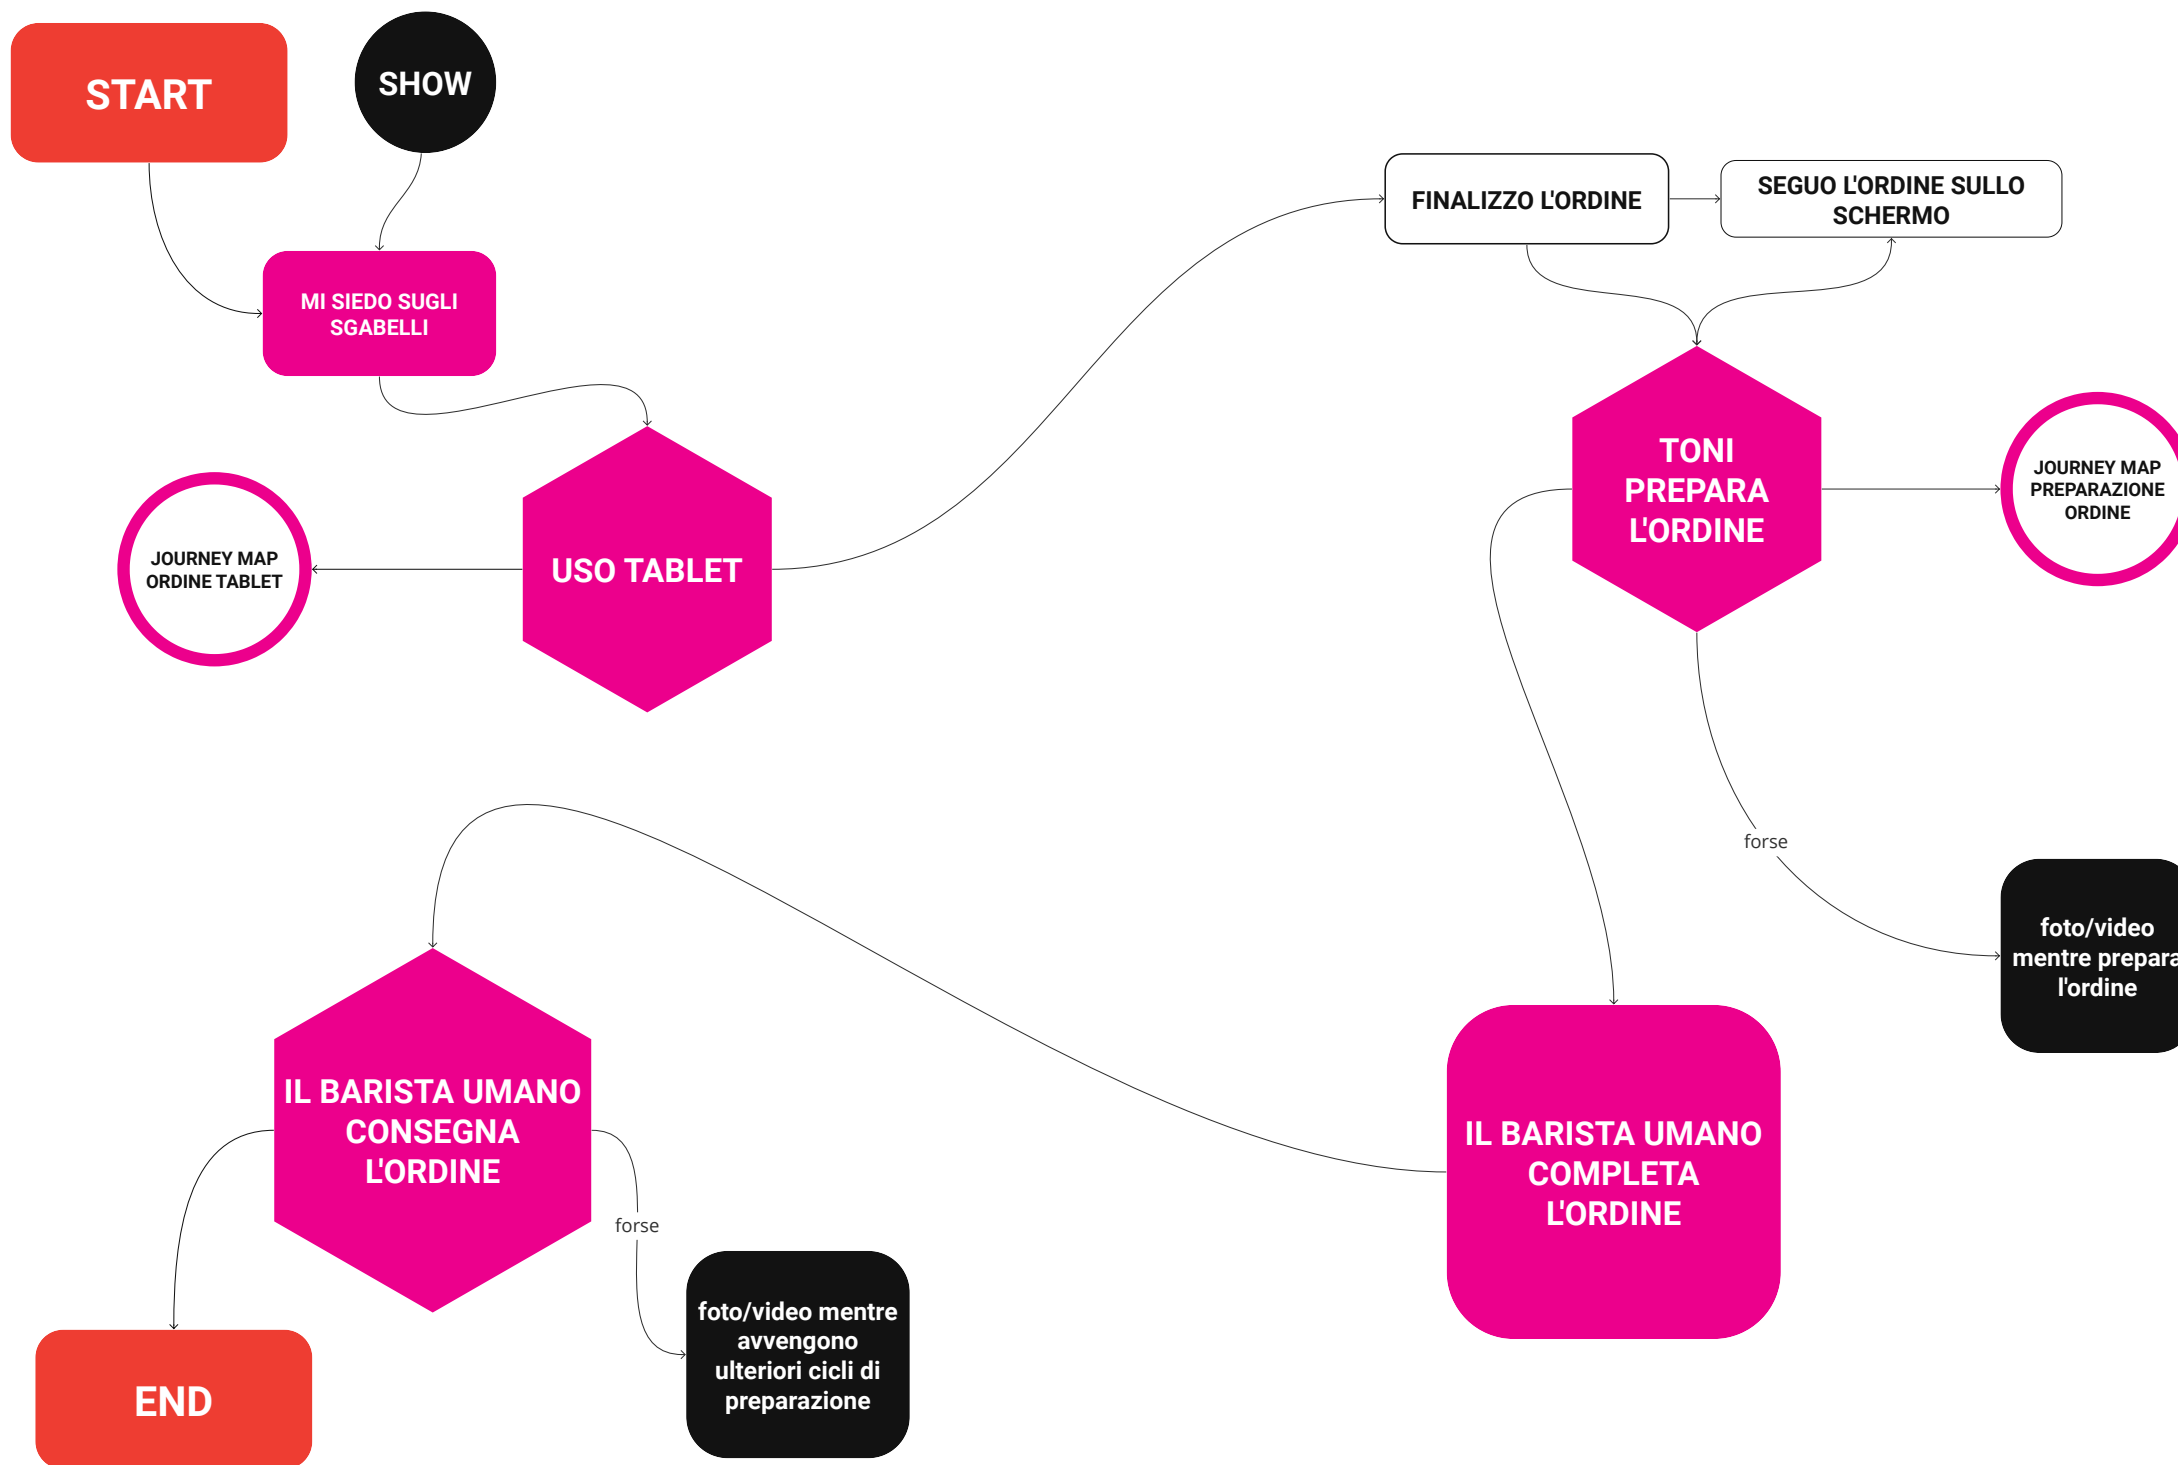 START
SHOW
MI SIEDO SUGLI
SGABELLI
USO TABLET
JOURNEY MAP
ORDINE TABLET
FINALIZZO L'ORDINE
SEGUO L'ORDINE SULLO
SCHERMO
TONI
PREPARA
L'ORDINE
JOURNEY MAP
PREPARAZIONE
ORDINE
forse
foto/video
mentre prepara
l'ordine
IL BARISTA UMANO
COMPLETA
L'ORDINE
IL BARISTA UMANO
CONSEGNA
L'ORDINE
forse
foto/video mentre
avvengono
ulteriori cicli di
preparazione
END